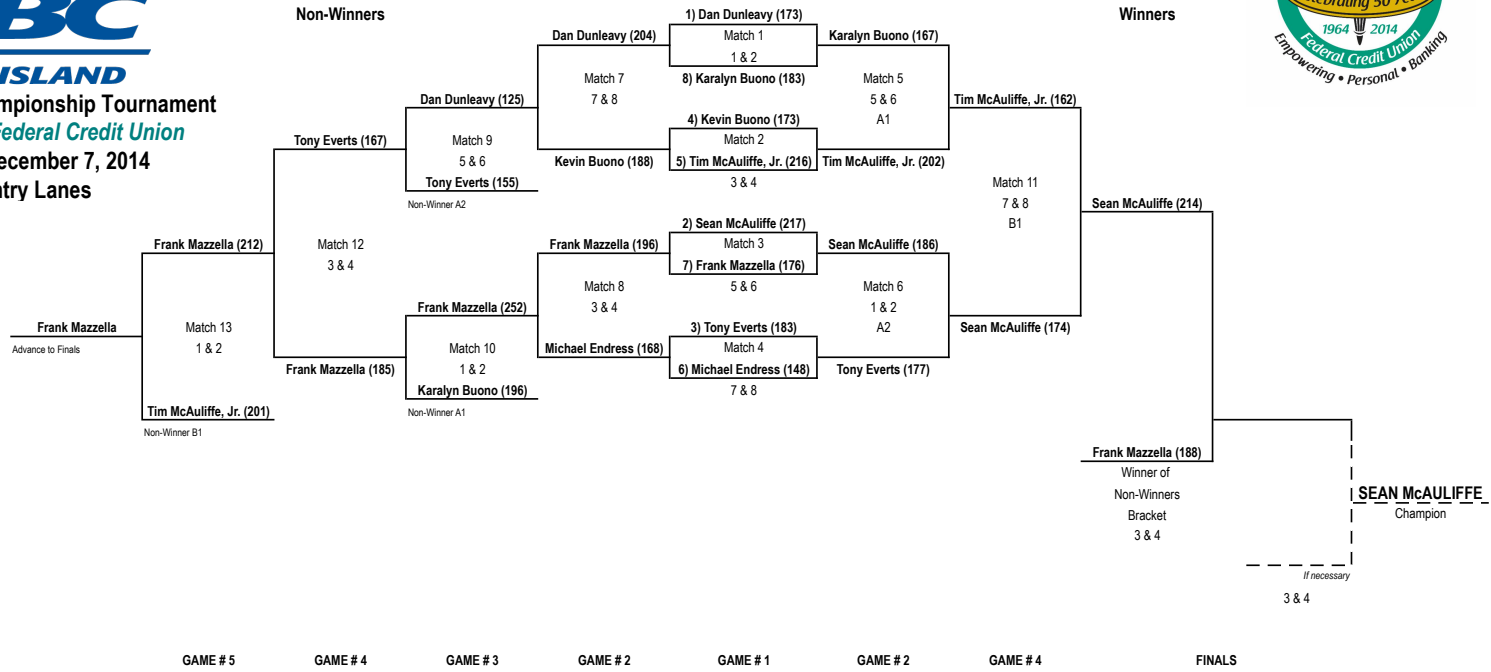 BC
ISLAND
mpionship Tournament
Federal Credit Union
ecember 7, 2014
ntry Lanes
Non-Winners
Winners
1964 2014
Federal Credit Union
Empowering • Personal • Banking
1) Dan Dunleavy (173)
Match 1
1 & 2
8) Karalyn Buono (183)
4) Kevin Buono (173)
Match 2
5) Tim McAuliffe, Jr. (216)
3 & 4
2) Sean McAuliffe (217)
Match 3
7) Frank Mazzella (176)
5 & 6
3) Tony Everts (183)
Match 4
6) Michael Endress (148)
7 & 8
Karalyn Buono (167)
Match 5
5 & 6
A1
Tim McAuliffe, Jr. (202)
Sean McAuliffe (186)
Match 6
1 & 2
A2
Tony Everts (177)
Dan Dunleavy (204)
Match 7
7 & 8
Kevin Buono (188)
Frank Mazzella (196)
Match 8
3 & 4
Michael Endress (168)
Dan Dunleavy (125)
Match 9
5 & 6
Tony Everts (155)
Non-Winner A2
Frank Mazzella (252)
Match 10
1 & 2
Karalyn Buono (196)
Non-Winner A1
Tim McAuliffe, Jr. (162)
Match 11
7 & 8
B1
Sean McAuliffe (174)
Tony Everts (167)
Match 12
3 & 4
Frank Mazzella (185)
Frank Mazzella (212)
Match 13
1 & 2
Tim McAuliffe, Jr. (201)
Non-Winner B1
Frank Mazzella
Advance to Finals
Sean McAuliffe (214)
Frank Mazzella (188)
Winner of
Non-Winners
Bracket
3 & 4
SEAN McAULIFFE
Champion
If necessary
3 & 4
GAME # 5
GAME # 4
GAME # 3
GAME # 2
GAME # 1
GAME # 2
GAME # 4
FINALS